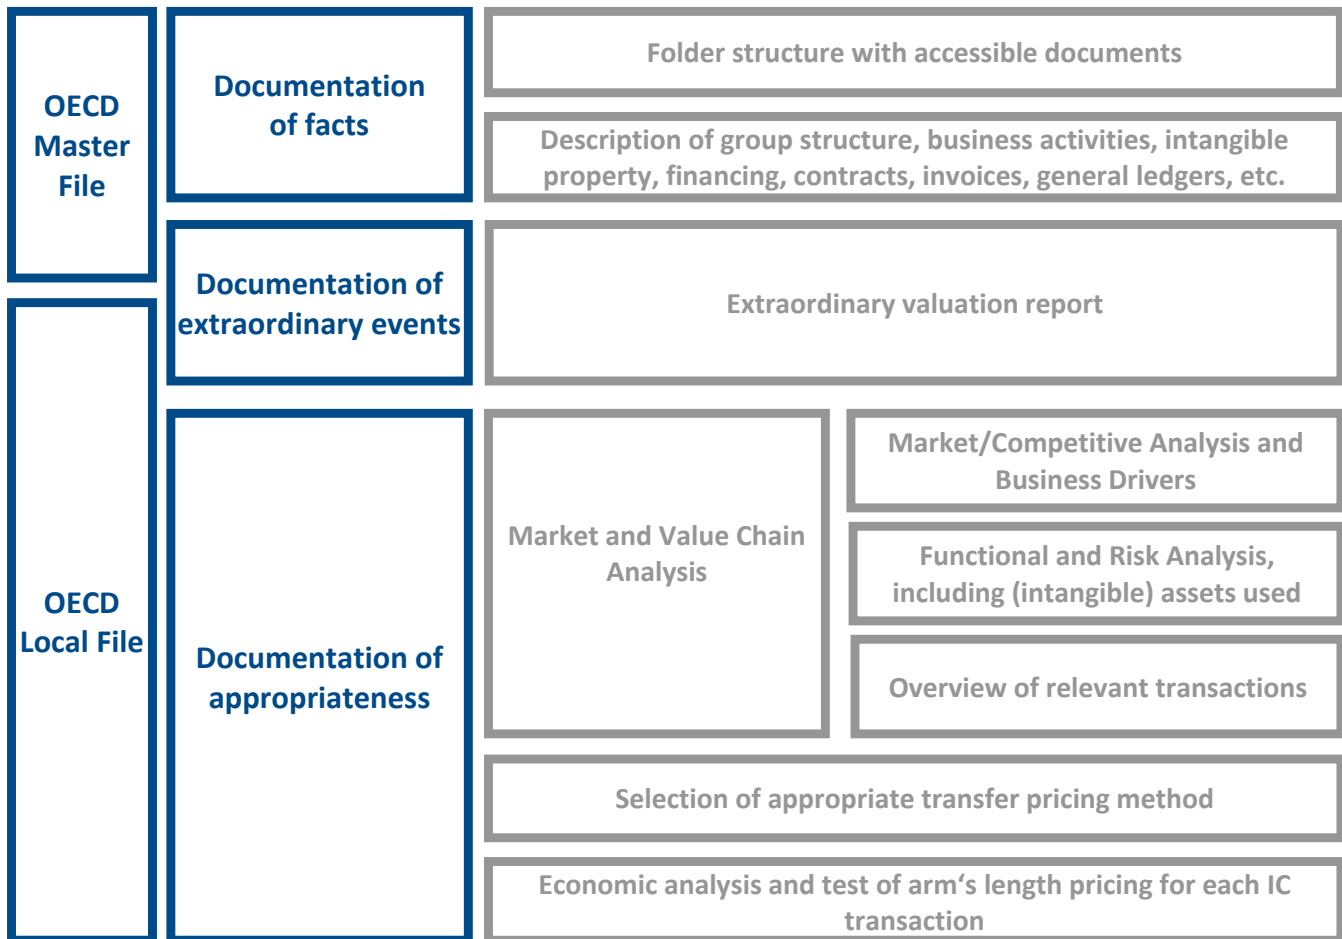 OECD
Master
File
Documentation
of facts
Folder structure with accessible documents
Description of group structure, business activities, intangible
property, financing, contracts, invoices, general ledgers, etc.
Documentation of
extraordinary events
Extraordinary valuation report
OECD
Local File
Documentation of
appropriateness
Market and Value Chain
Analysis
Market/Competitive Analysis and
Business Drivers
Functional and Risk Analysis,
including (intangible) assets used
Overview of relevant transactions
Selection of appropriate transfer pricing method
Economic analysis and test of arm‘s length pricing for each IC
transaction